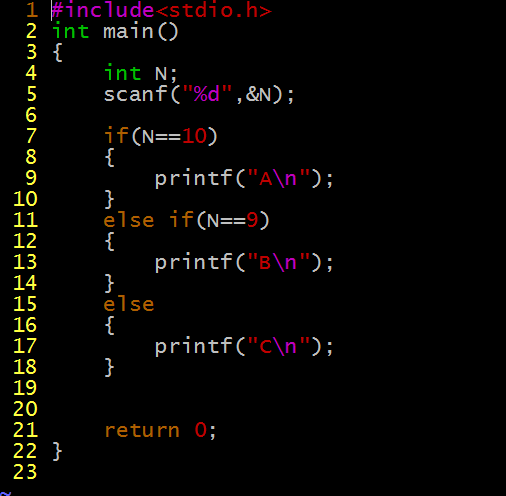 1 #include<stdio.h>
2 int main()
3 {
4     int N;
5     scanf("%d",&N);
6
7     if(N==10)
8     {
9         printf("A\n");
10     }
11     else if(N==9)
12     {
13         printf("B\n");
14     }
15     else
16     {
17         printf("C\n");
18     }
19
20
21     return 0;
22 }
23
~